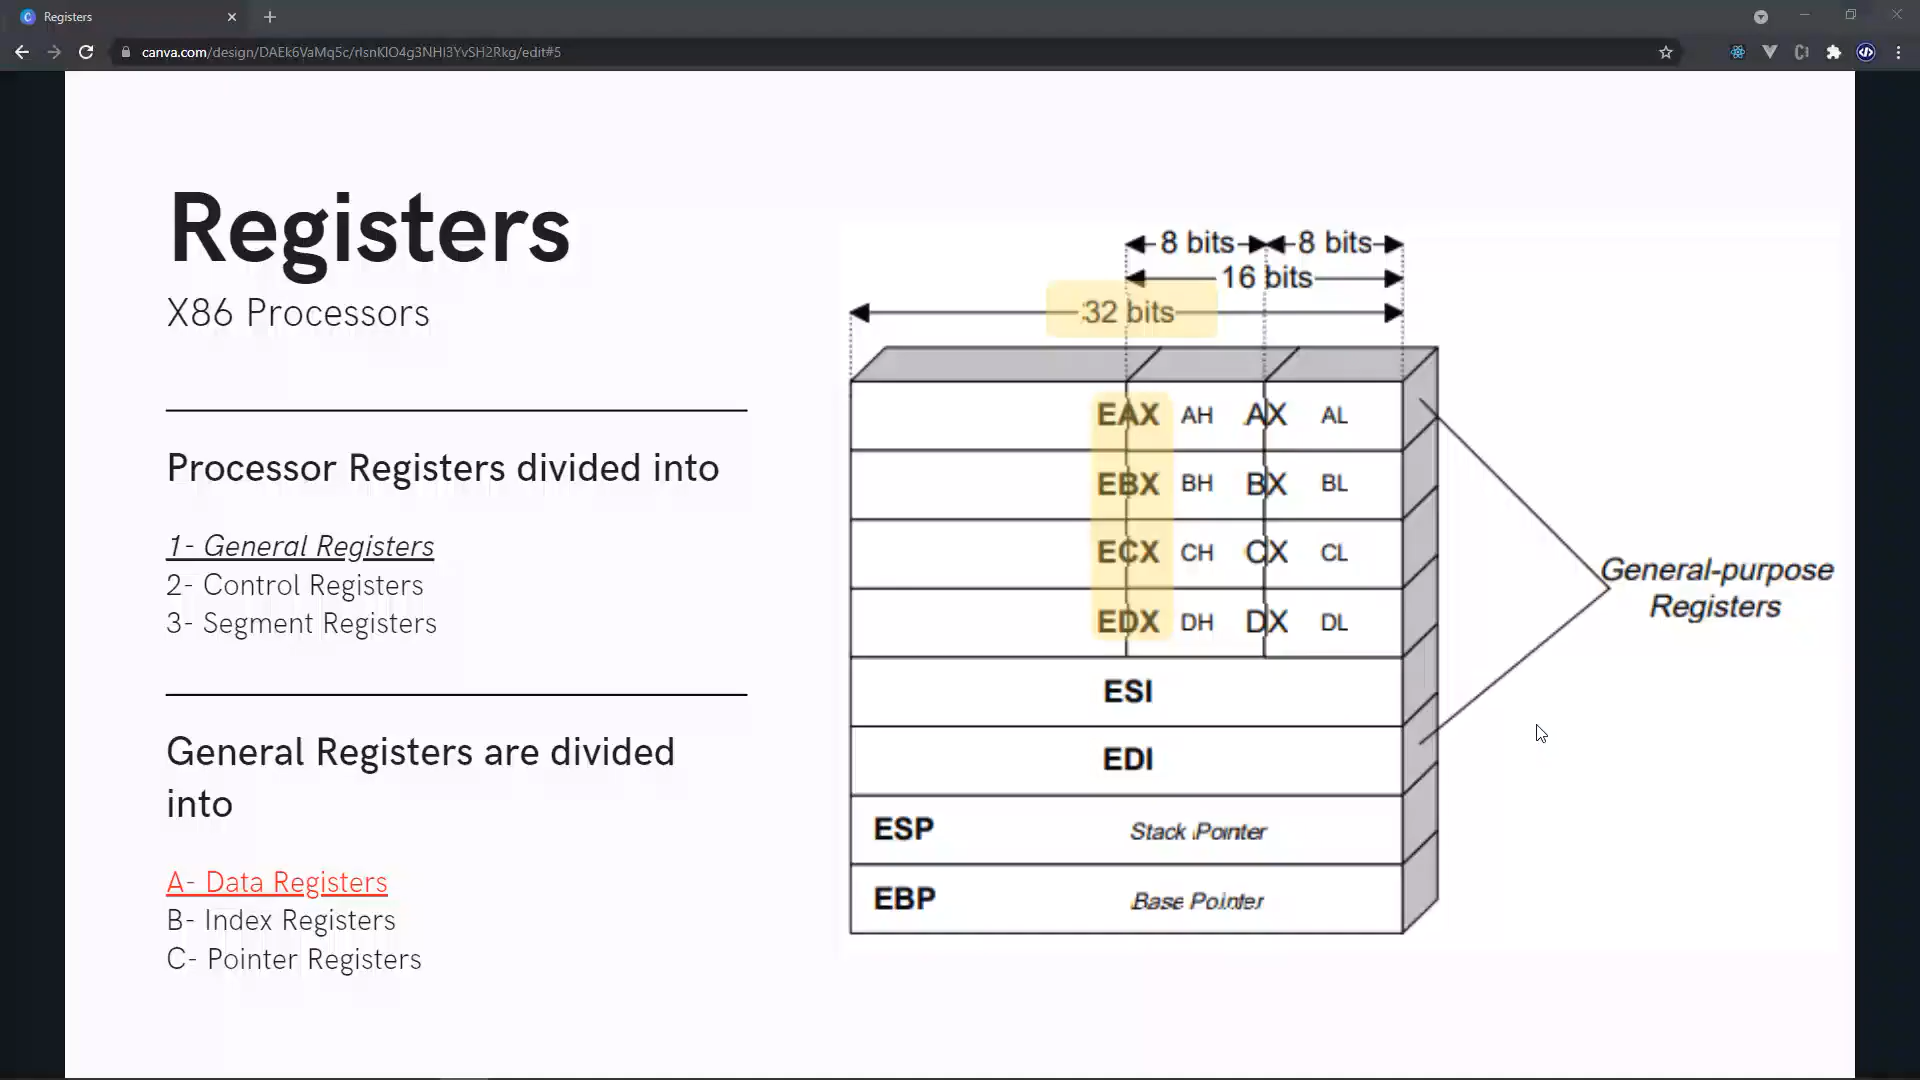 Registers
canva.com/design/DAEk6VaMq5c/rlsnKlO4g3NHl3YvSH2Rkg/edit#5
Registers
X86 Processors
Processor Registers divided into
1- General Registers
2- Control Registers
3- Segment Registers
General Registers are divided
into
A- Data Registers
B- Index Registers
C- Pointer Registers
8 bits 8 bits
16 bits
32 bits
EAX AH AX AL
EBX BH BX BL
ECX CH CX CL
EDX DH DX DL
ESI
EDI
ESP Stack Pointer
EBP Base Pointer
General-purpose
Registers